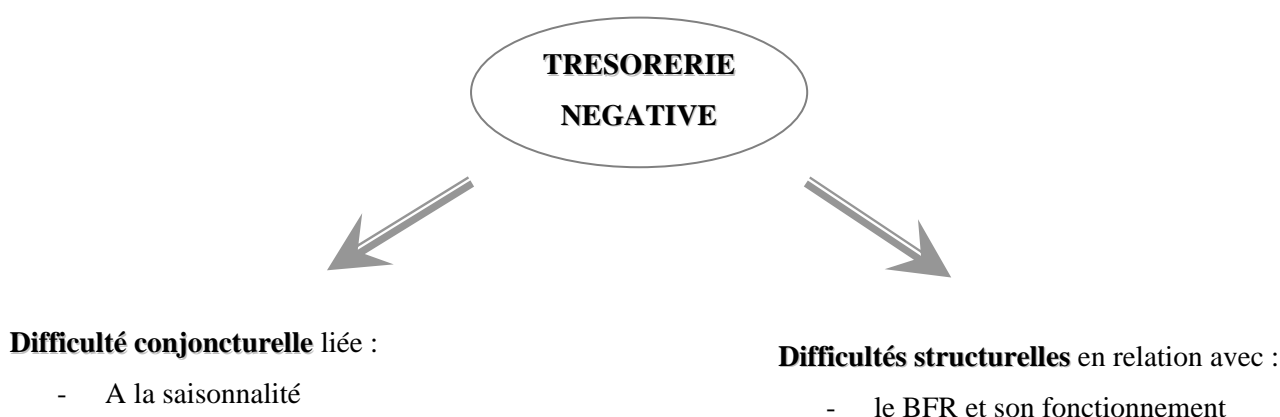 TRESORERIE
NEGATIVE
Difficulté conjoncturelle liée :
- A la saisonnalité
Difficultés structurelles en relation avec :
- le BFR et son fonctionnement